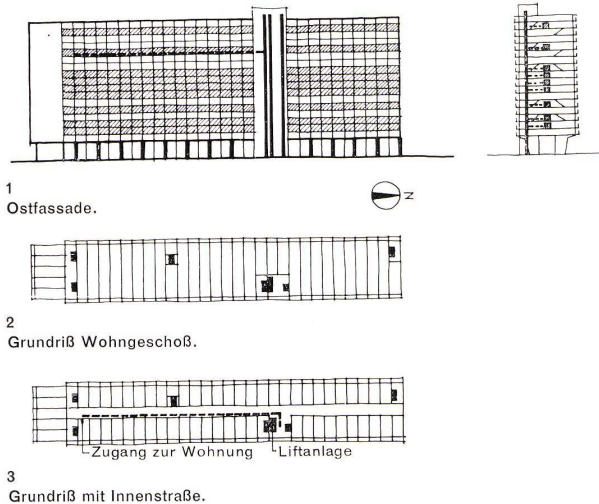 1
Ostfassade.
N
2
Grundriß Wohngeschoß.
Zugang zur Wohnung
Liftanlage
3
Grundriß mit Innenstraße.